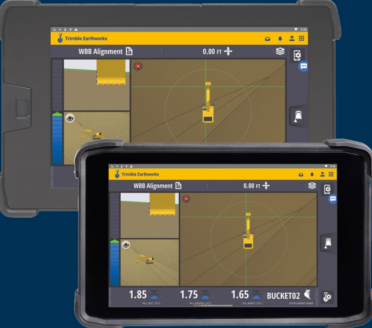 Trimble Earthworks
WBB Alignment
0.00 FT
Trimble Earthworks
WBB Alignment
0.00 FT
1.85
1.75
1.65
BUCKET02